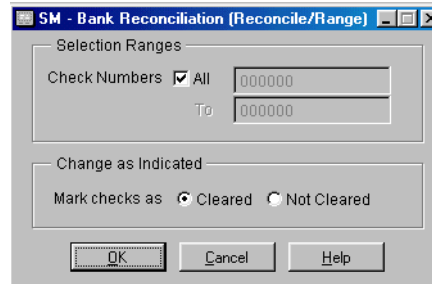 SM - Bank Reconciliation (Reconcile/Range)
Selection Ranges
Check Numbers All 000000
To 000000
Change as Indicated
Mark checks as Cleared Not Cleared
OK Cancel Help